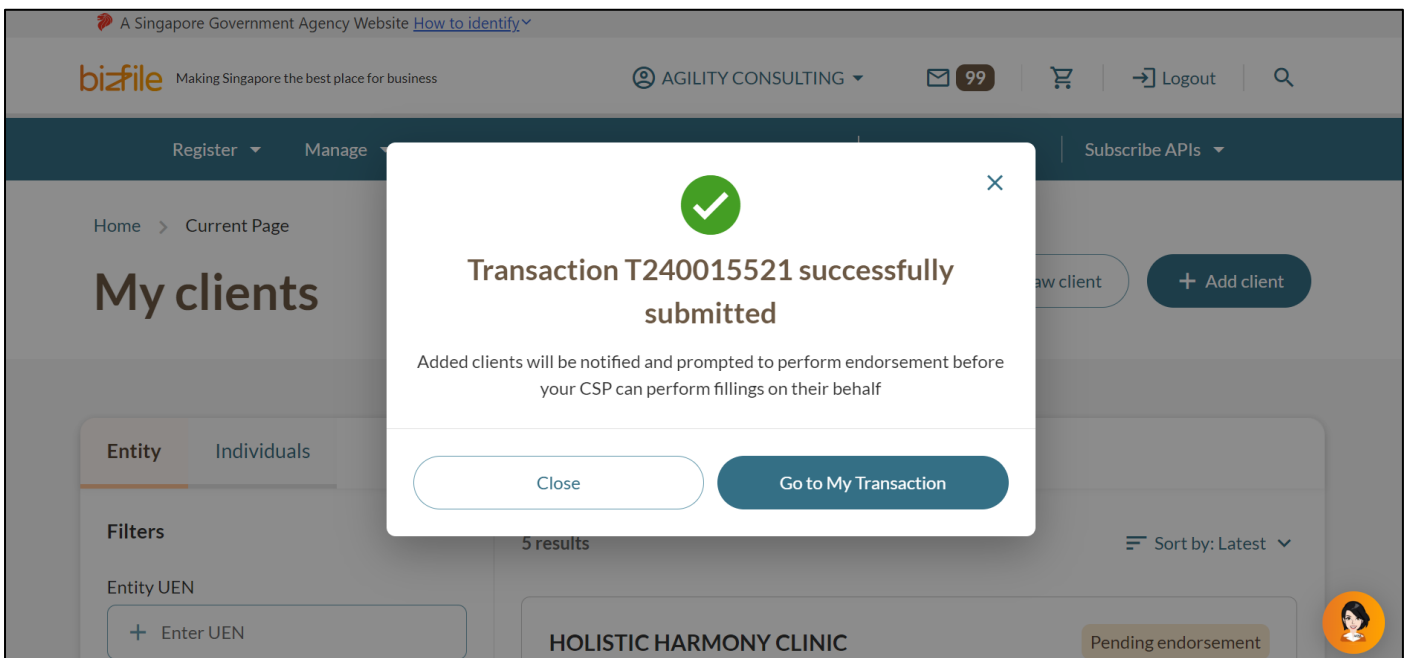 A Singapore Government Agency Website How to identify
bizfile Making Singapore the best place for business
AGILITY CONSULTING
99
Logout
Register
Manage
Subscribe APIs
Home > Current Page
My clients
client
+ Add client
Transaction T240015521 successfully
submitted
Added clients will be notified and prompted to perform endorsement before
your CSP can perform fillings on their behalf
Close
Go to My Transaction
Entity
Individuals
Filters
5 results
Sort by: Latest
Entity UEN
+ Enter UEN
HOLISTIC HARMONY CLINIC
Pending endorsement